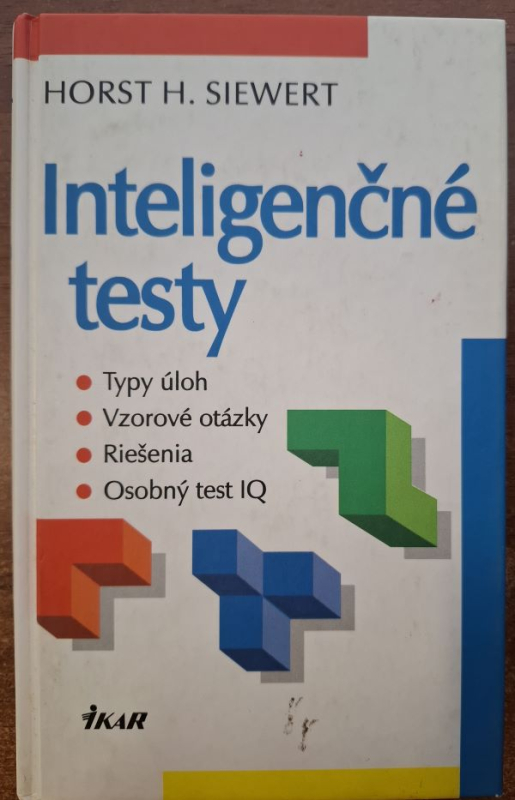 HORST H. SIEWERT
Inteligenčné
testy
Typy úloh
Vzorové otázky
Riešenia
Osobný test IQ
IKAR